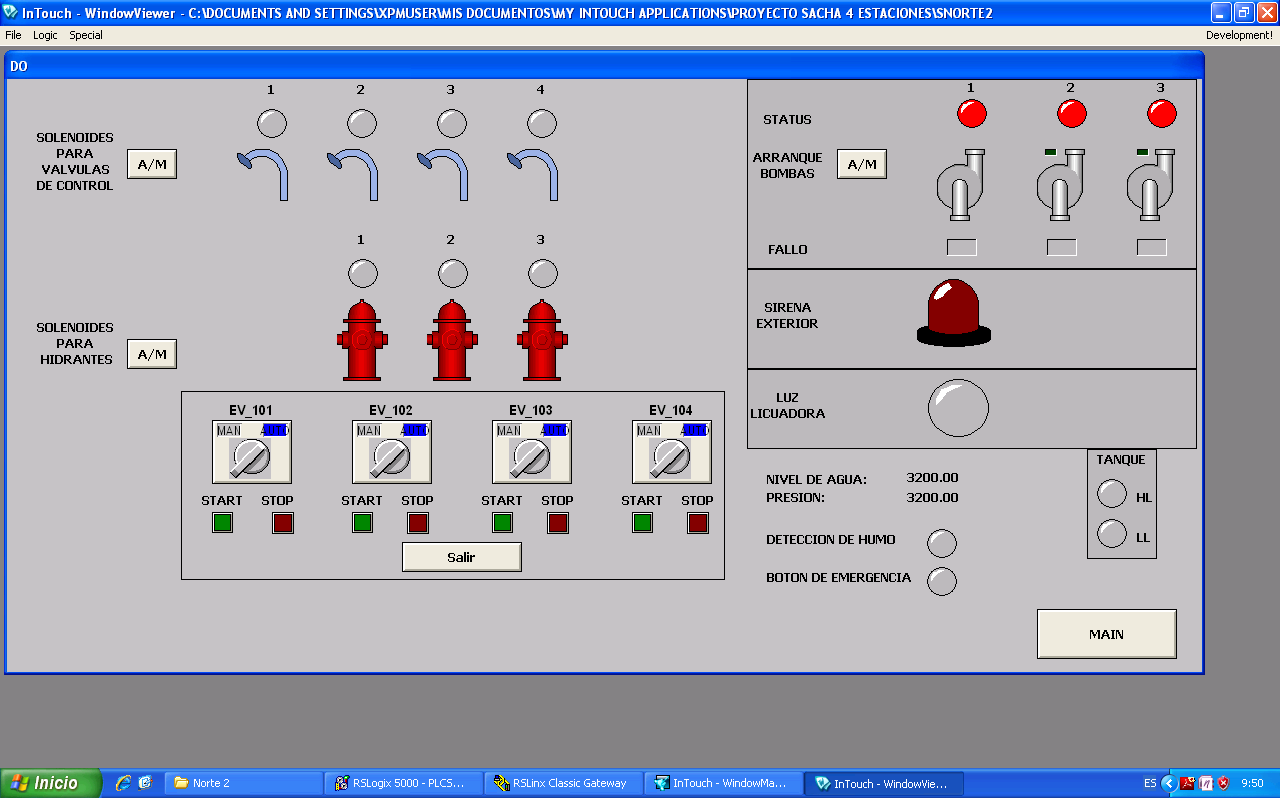 InTouch - WindowViewer - C:\DOCUMENTS AND SETTINGS\XPMUSER\MIS DOCUMENTOS\MY INTOUCH APPLICATIONS\PROYECTO SACHA 4 ESTACIONES\SNORTE2
File Logic Special Development!
DO
1 2 3 4
SOLENOIDES
PARA
VALVULAS
DE CONTROL
A/M
1 2 3
SOLENOIDES
PARA
HIDRANTES
A/M
EV_101 EV_102 EV_103 EV_104
MAN AUTO MAN AUTO MAN AUTO MAN AUTO
START STOP START STOP START STOP START STOP
Salir
1 2 3
STATUS
ARRANQUE
BOMBAS
A/M
FALLO
SIRENA
EXTERIOR
LUZ
LICUADORA
NIVEL DE AGUA: 3200.00
PRESION: 3200.00
DETECCION DE HUMO
BOTON DE EMERGENCIA
TANQUE
HL
LL
MAIN
Inicio Norte 2 RSLogix 5000 - PLCS... RSLinx Classic Gateway InTouch - WindowMa... InTouch - WindowVie... ES 9:50